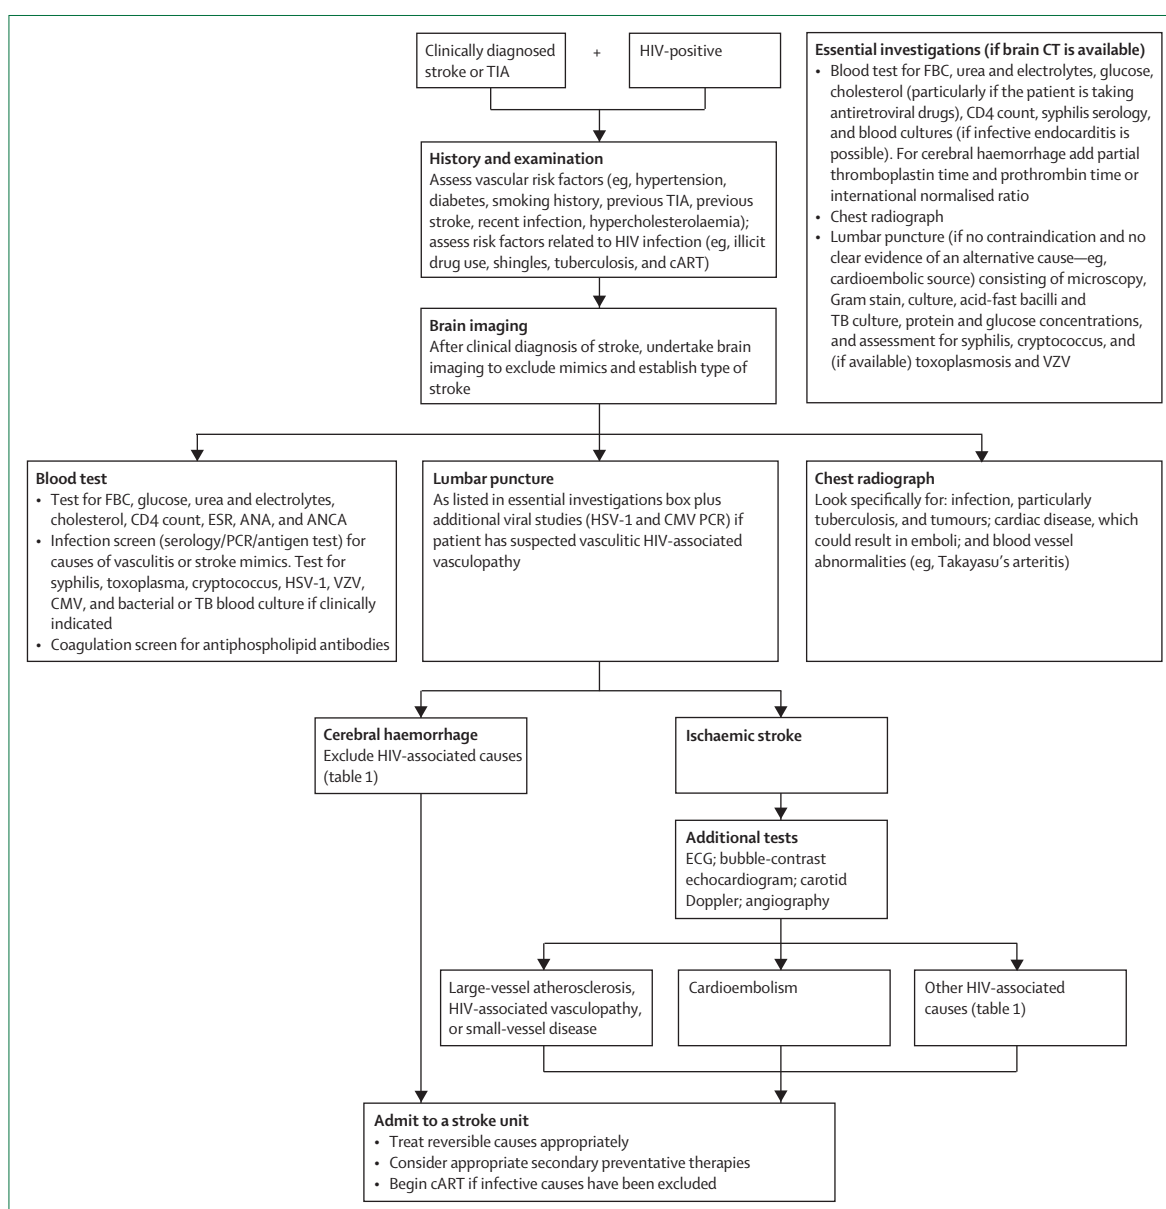 Clinically diagnosed
stroke or TIA
+
HIV-positive
Essential investigations (if brain CT is available)
• Blood test for FBC, urea and electrolytes, glucose,
cholesterol (particularly if the patient is taking
antiretroviral drugs), CD4 count, syphilis serology,
and blood cultures (if infective endocarditis is
possible). For cerebral haemorrhage add partial
thromboplastin time and prothrombin time or
international normalised ratio
• Chest radiograph
• Lumbar puncture (if no contraindication and no
clear evidence of an alternative cause—eg,
cardioembolic source) consisting of microscopy,
Gram stain, culture, acid-fast bacilli and
TB culture, protein and glucose concentrations,
and assessment for syphilis, cryptococcus, and
(if available) toxoplasmosis and VZV
History and examination
Assess vascular risk factors (eg, hypertension,
diabetes, smoking history, previous TIA, previous
stroke, recent infection, hypercholesterolaemia);
assess risk factors related to HIV infection (eg, illicit
drug use, shingles, tuberculosis, and cART)
Brain imaging
After clinical diagnosis of stroke, undertake brain
imaging to exclude mimics and establish type of
stroke
Blood test
• Test for FBC, glucose, urea and electrolytes,
cholesterol, CD4 count, ESR, ANA, and ANCA
• Infection screen (serology/PCR/antigen test) for
causes of vasculitis or stroke mimics. Test for
syphilis, toxoplasma, cryptococcus, HSV-1, VZV,
CMV, and bacterial or TB blood culture if clinically
indicated
• Coagulation screen for antiphospholipid antibodies
Lumbar puncture
As listed in essential investigations box plus
additional viral studies (HSV-1 and CMV PCR) if
patient has suspected vasculitic HIV-associated
vasculopathy
Chest radiograph
Look specifically for: infection, particularly
tuberculosis, and tumours; cardiac disease, which
could result in emboli; and blood vessel
abnormalities (eg, Takayasu's arteritis)
Cerebral haemorrhage
Exclude HIV-associated causes
(table 1)
Ischaemic stroke
Additional tests
ECG; bubble-contrast
echocardiogram; carotid
Doppler; angiography
Large-vessel atherosclerosis,
HIV-associated vasculopathy,
or small-vessel disease
Cardioembolism
Other HIV-associated
causes (table 1)
Admit to a stroke unit
• Treat reversible causes appropriately
• Consider appropriate secondary preventative therapies
• Begin cART if infective causes have been excluded